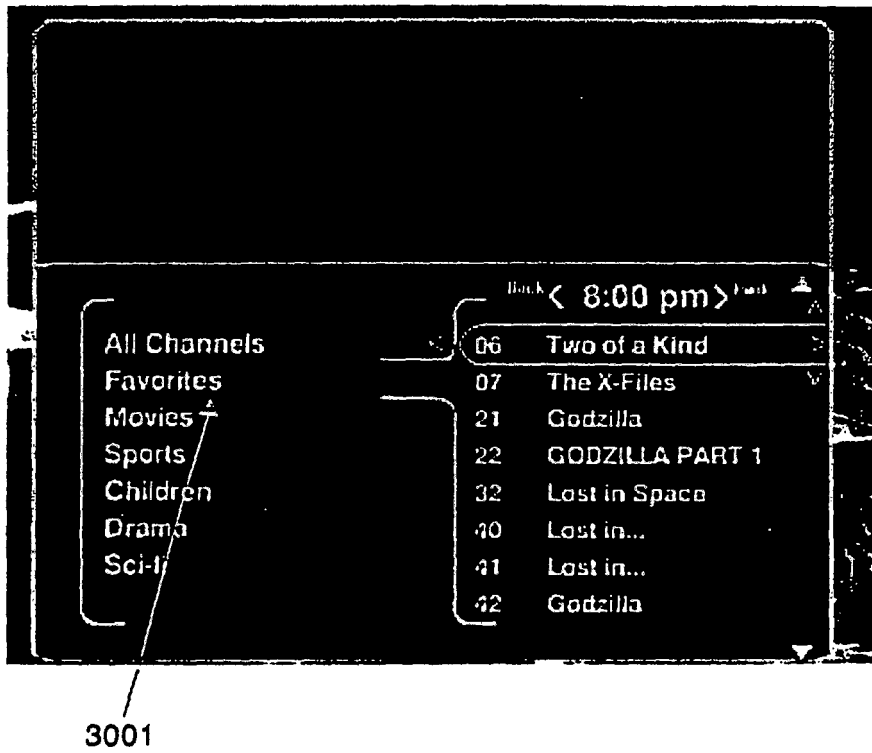 Back < 8:00 pm > Fwd
All Channels
Favorites
Movies
Sports
Children
Drama
Sci-fi
06 Two of a Kind
07 The X-Files
21 Godzilla
22 GODZILLA PART 1
32 Lost in Space
40 Lost in...
41 Lost in...
42 Godzilla
3001